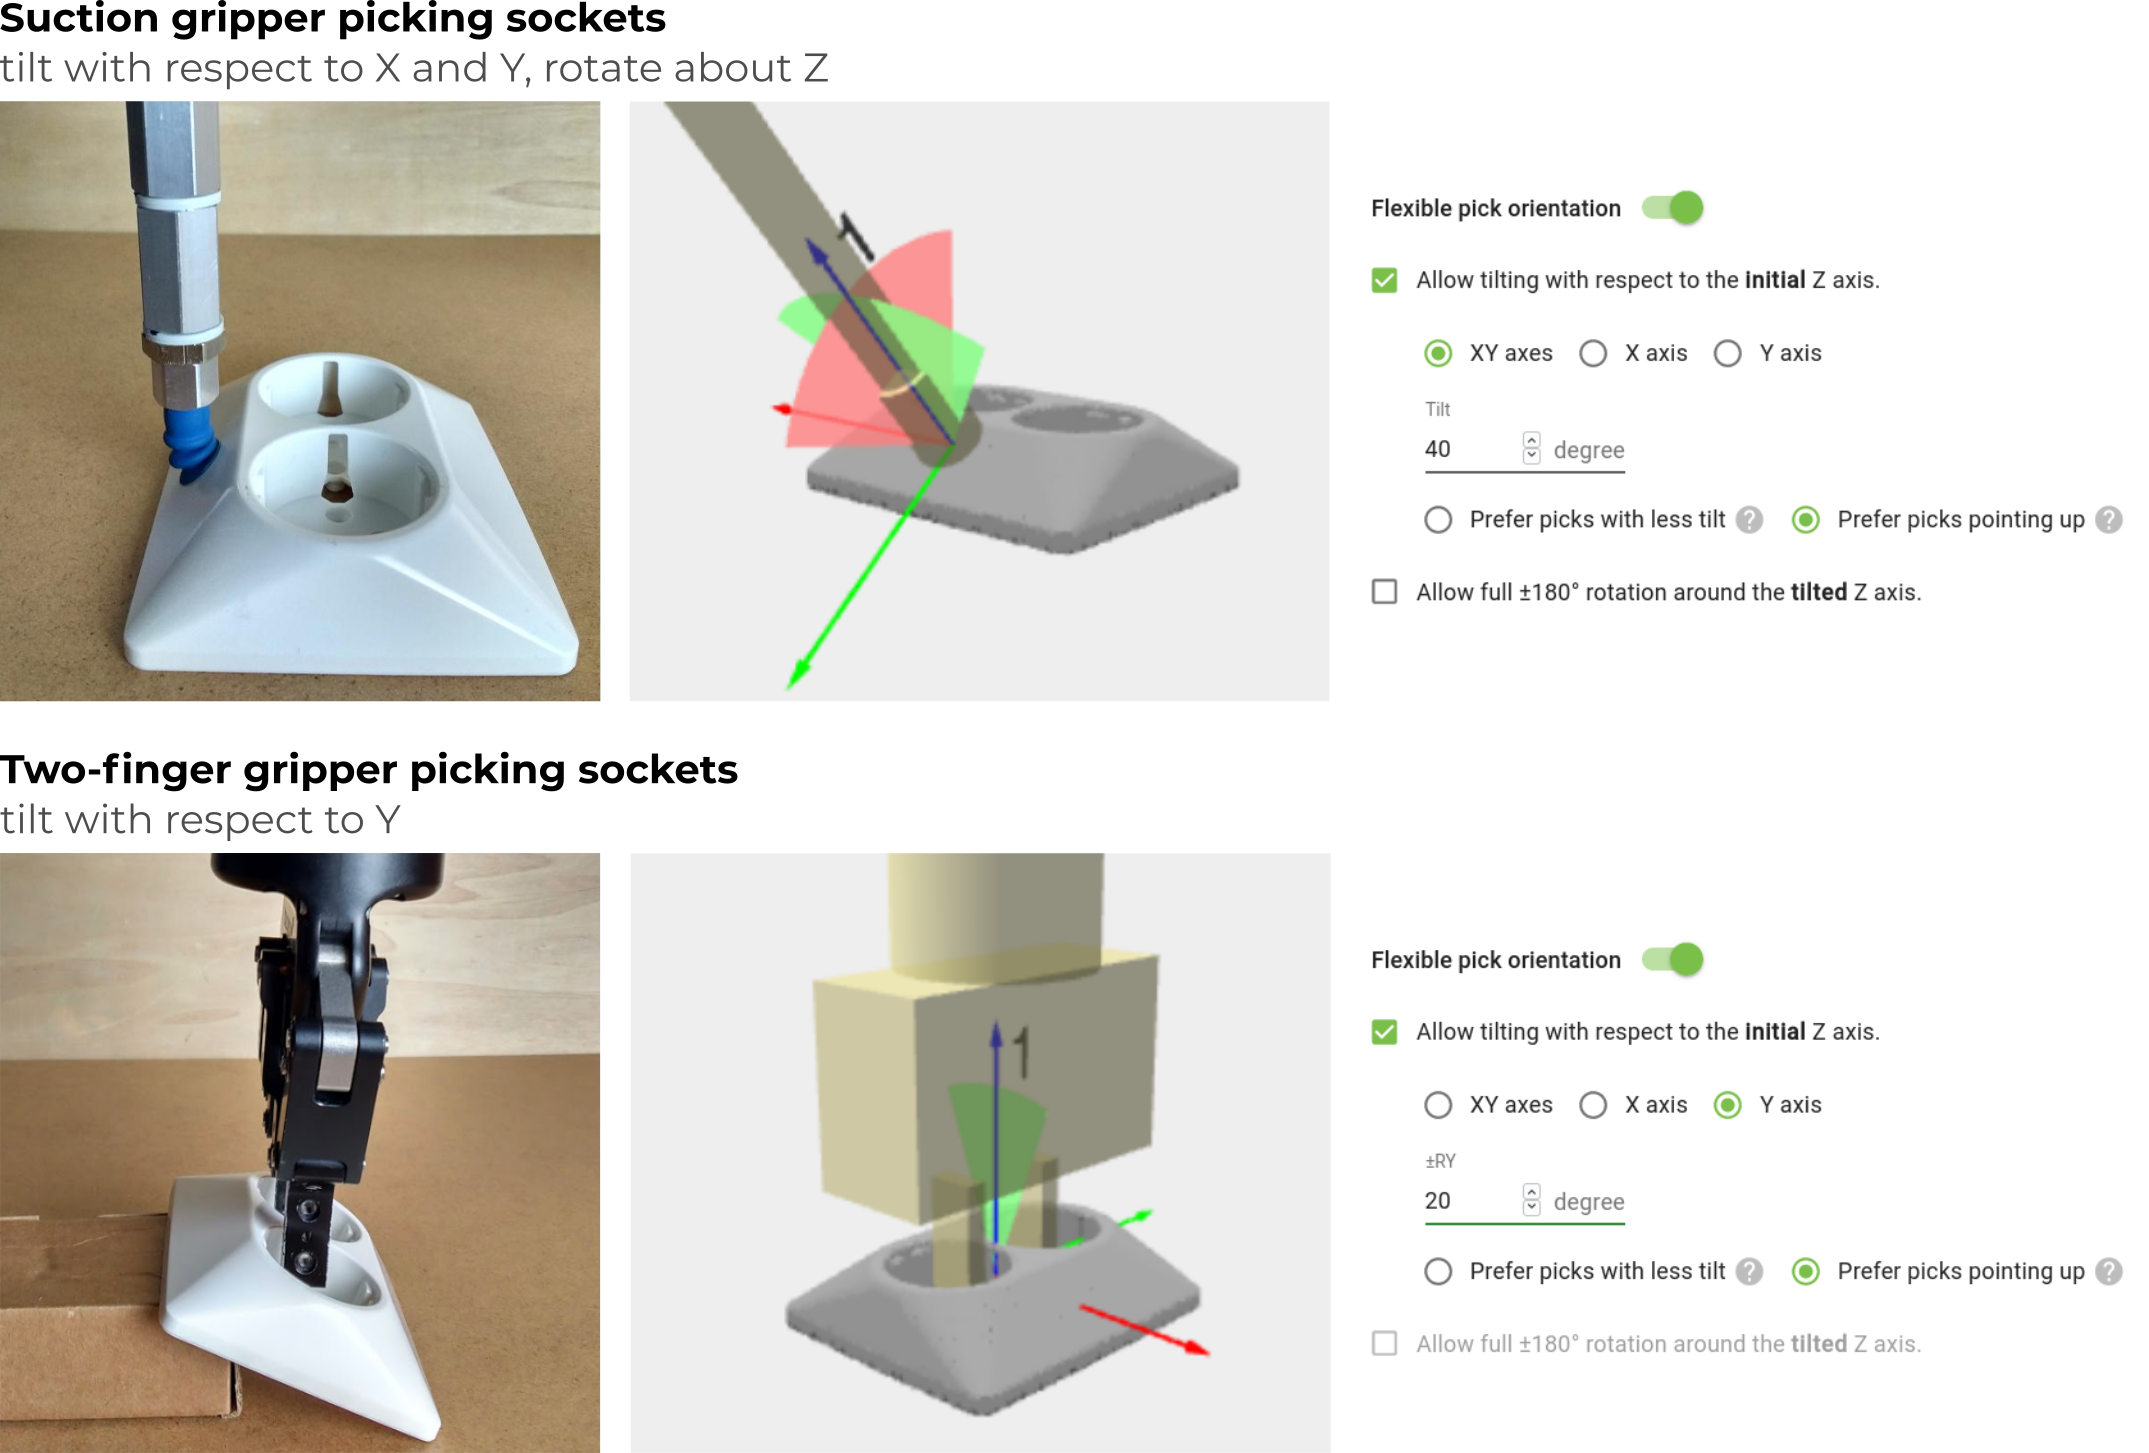 Suction gripper picking sockets
tilt with respect to X and Y, rotate about Z
1
Flexible pick orientation
Allow tilting with respect to the initial Z axis.
XY axes X axis Y axis
Tilt
40 degree
Prefer picks with less tilt ? Prefer picks pointing up ?
Allow full ±180° rotation around the tilted Z axis.
Two-finger gripper picking sockets
tilt with respect to Y
1
Flexible pick orientation
Allow tilting with respect to the initial Z axis.
XY axes X axis Y axis
±RY
20 degree
Prefer picks with less tilt ? Prefer picks pointing up ?
Allow full ±180° rotation around the tilted Z axis.